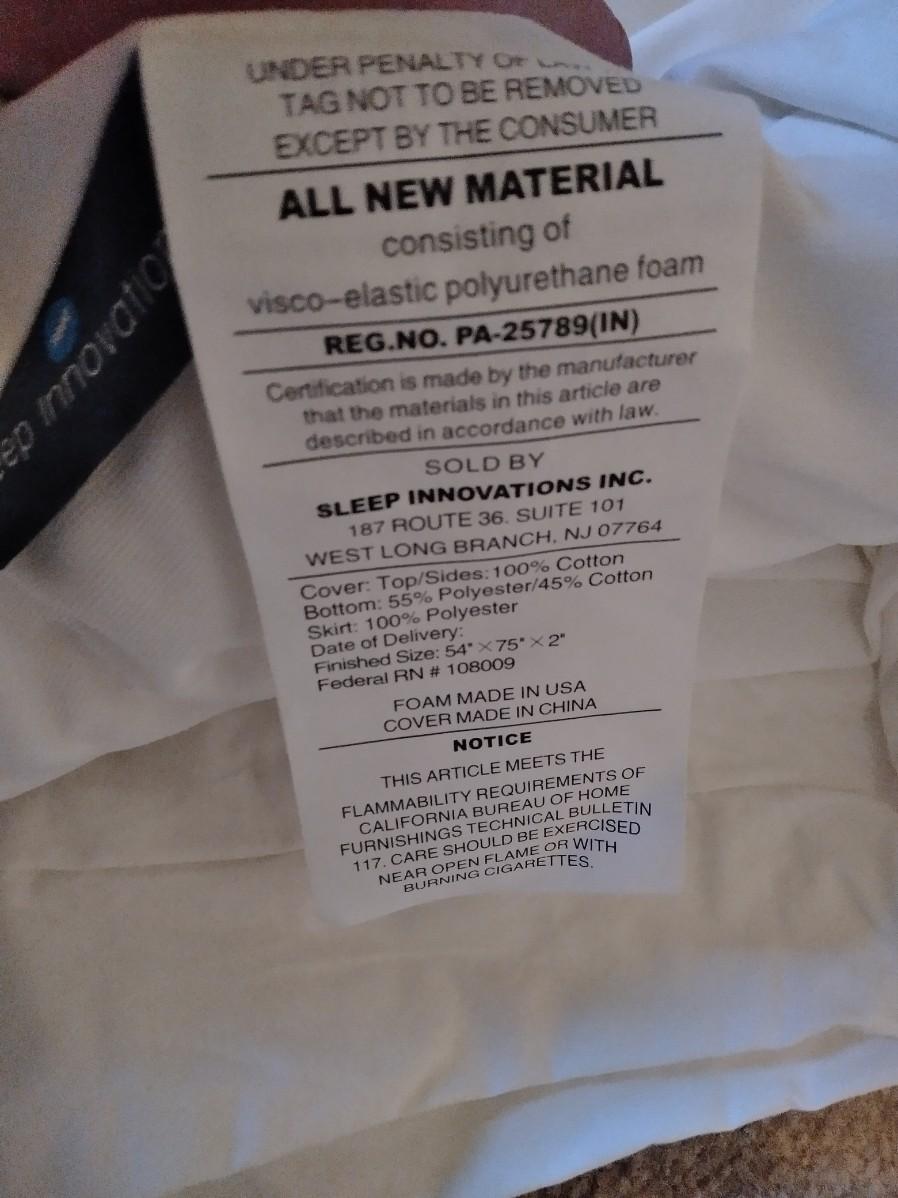 UNDER PENALTY OF
TAG NOT TO BE REMOVED
EXCEPT BY THE CONSUMER
ALL NEW MATERIAL
consisting of
visco-elastic polyurethane foam
REG.NO. PA-25789(IN)
Certification is made by the manufacturer
that the materials in this article are
described in accordance with law.
SOLD BY
SLEEP INNOVATIONS INC.
187 ROUTE 36. SUITE 101
WEST LONG BRANCH, NJ 07764
Cover: Top/Sides:100% Cotton
Bottom: 55% Polyester/45% Cotton
Skirt: 100% Polyester
Date of Delivery:
Finished Size: 54"×75"×2"
Federal RN # 108009
FOAM MADE IN USA
COVER MADE IN CHINA
NOTICE
THIS ARTICLE MEETS THE
FLAMMABILITY REQUIREMENTS OF
CALIFORNIA BUREAU OF HOME
FURNISHINGS TECHNICAL BULLETIN
117. CARE SHOULD BE EXERCISED
NEAR OPEN FLAME OR WITH
BURNING CIGARETTES.
eep innovatio